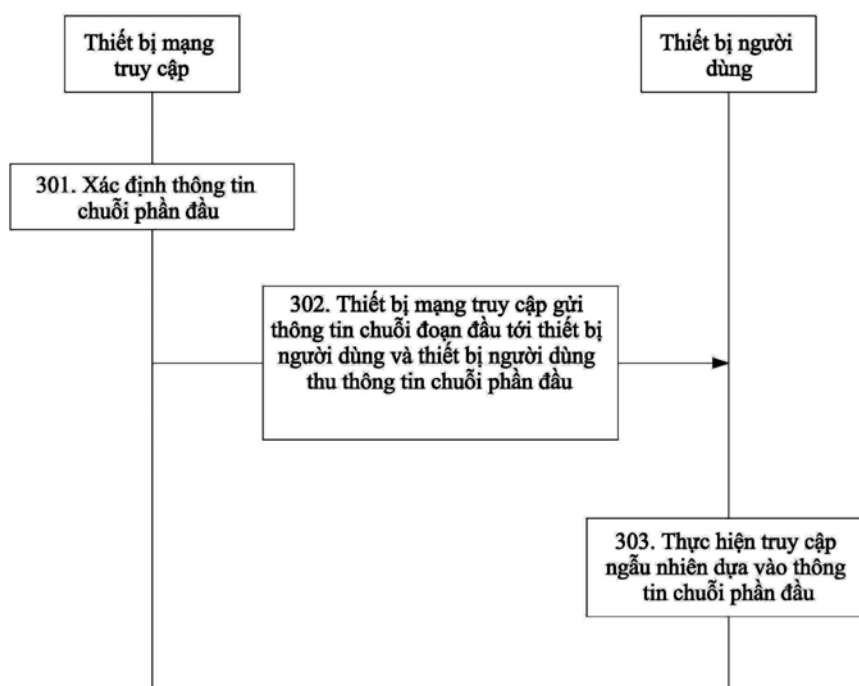 Thiết bị mạng
truy cập
Thiết bị người
dùng
301. Xác định thông tin
chuỗi phần đầu
302. Thiết bị mạng truy cập gửi
thông tin chuỗi đoạn đầu tới thiết bị
người dùng và thiết bị người dùng
thu thông tin chuỗi phần đầu
303. Thực hiện truy cập
ngẫu nhiên dựa vào thông
tin chuỗi phần đầu